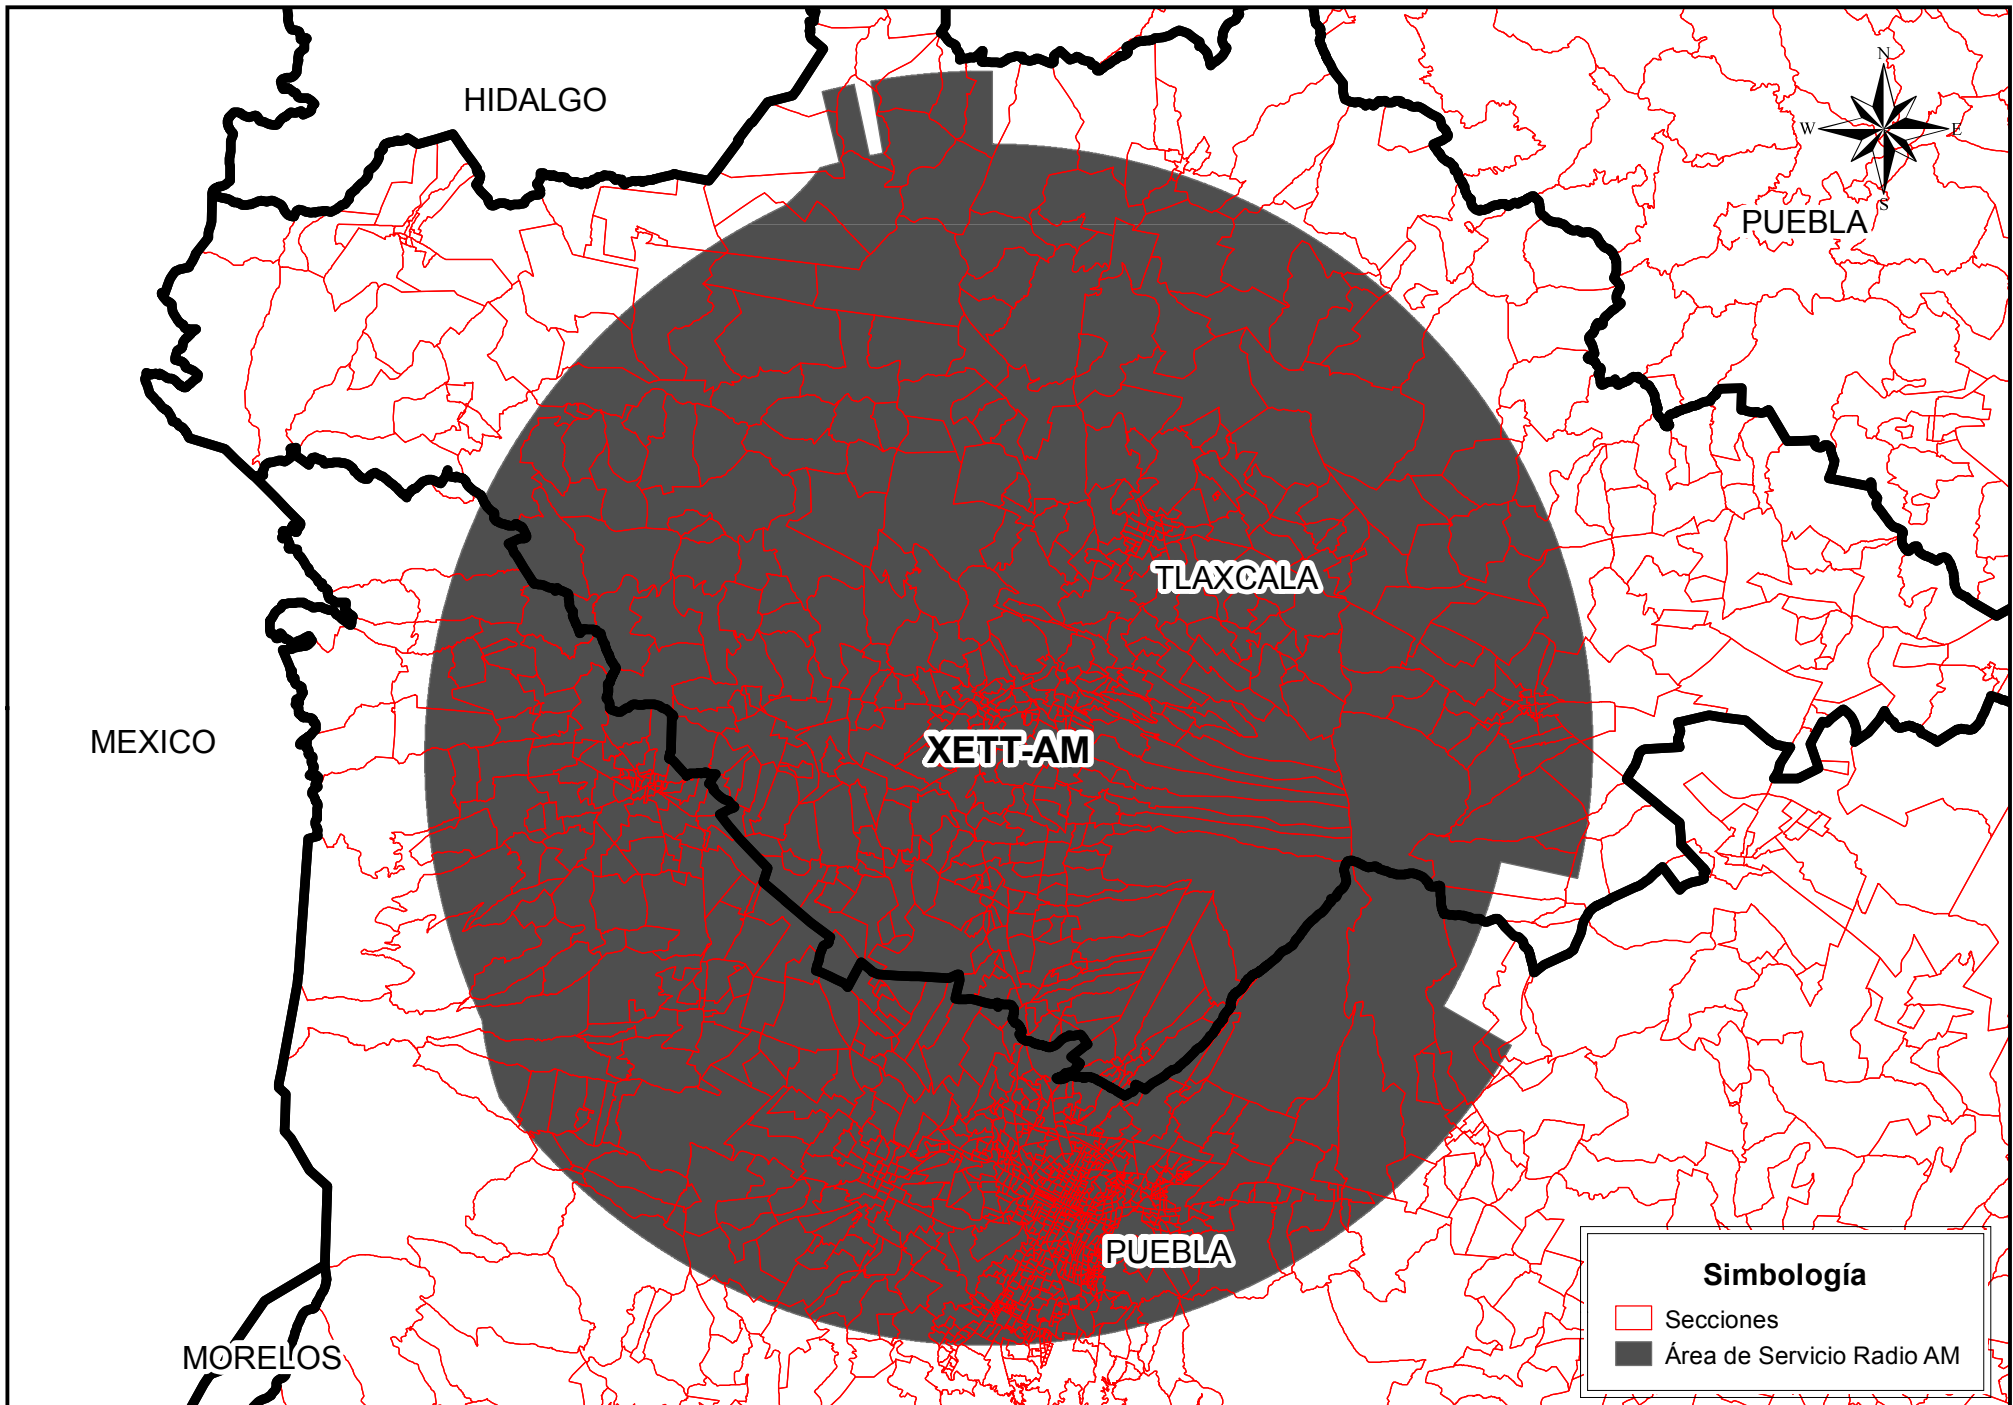 N
HIDALGO
W
E
S
PUEBLA
TLAXCALA
MEXICO
XETT-AM
PUEBLA
MORELOS
Simbología
Secciones
Área de Servicio Radio AM